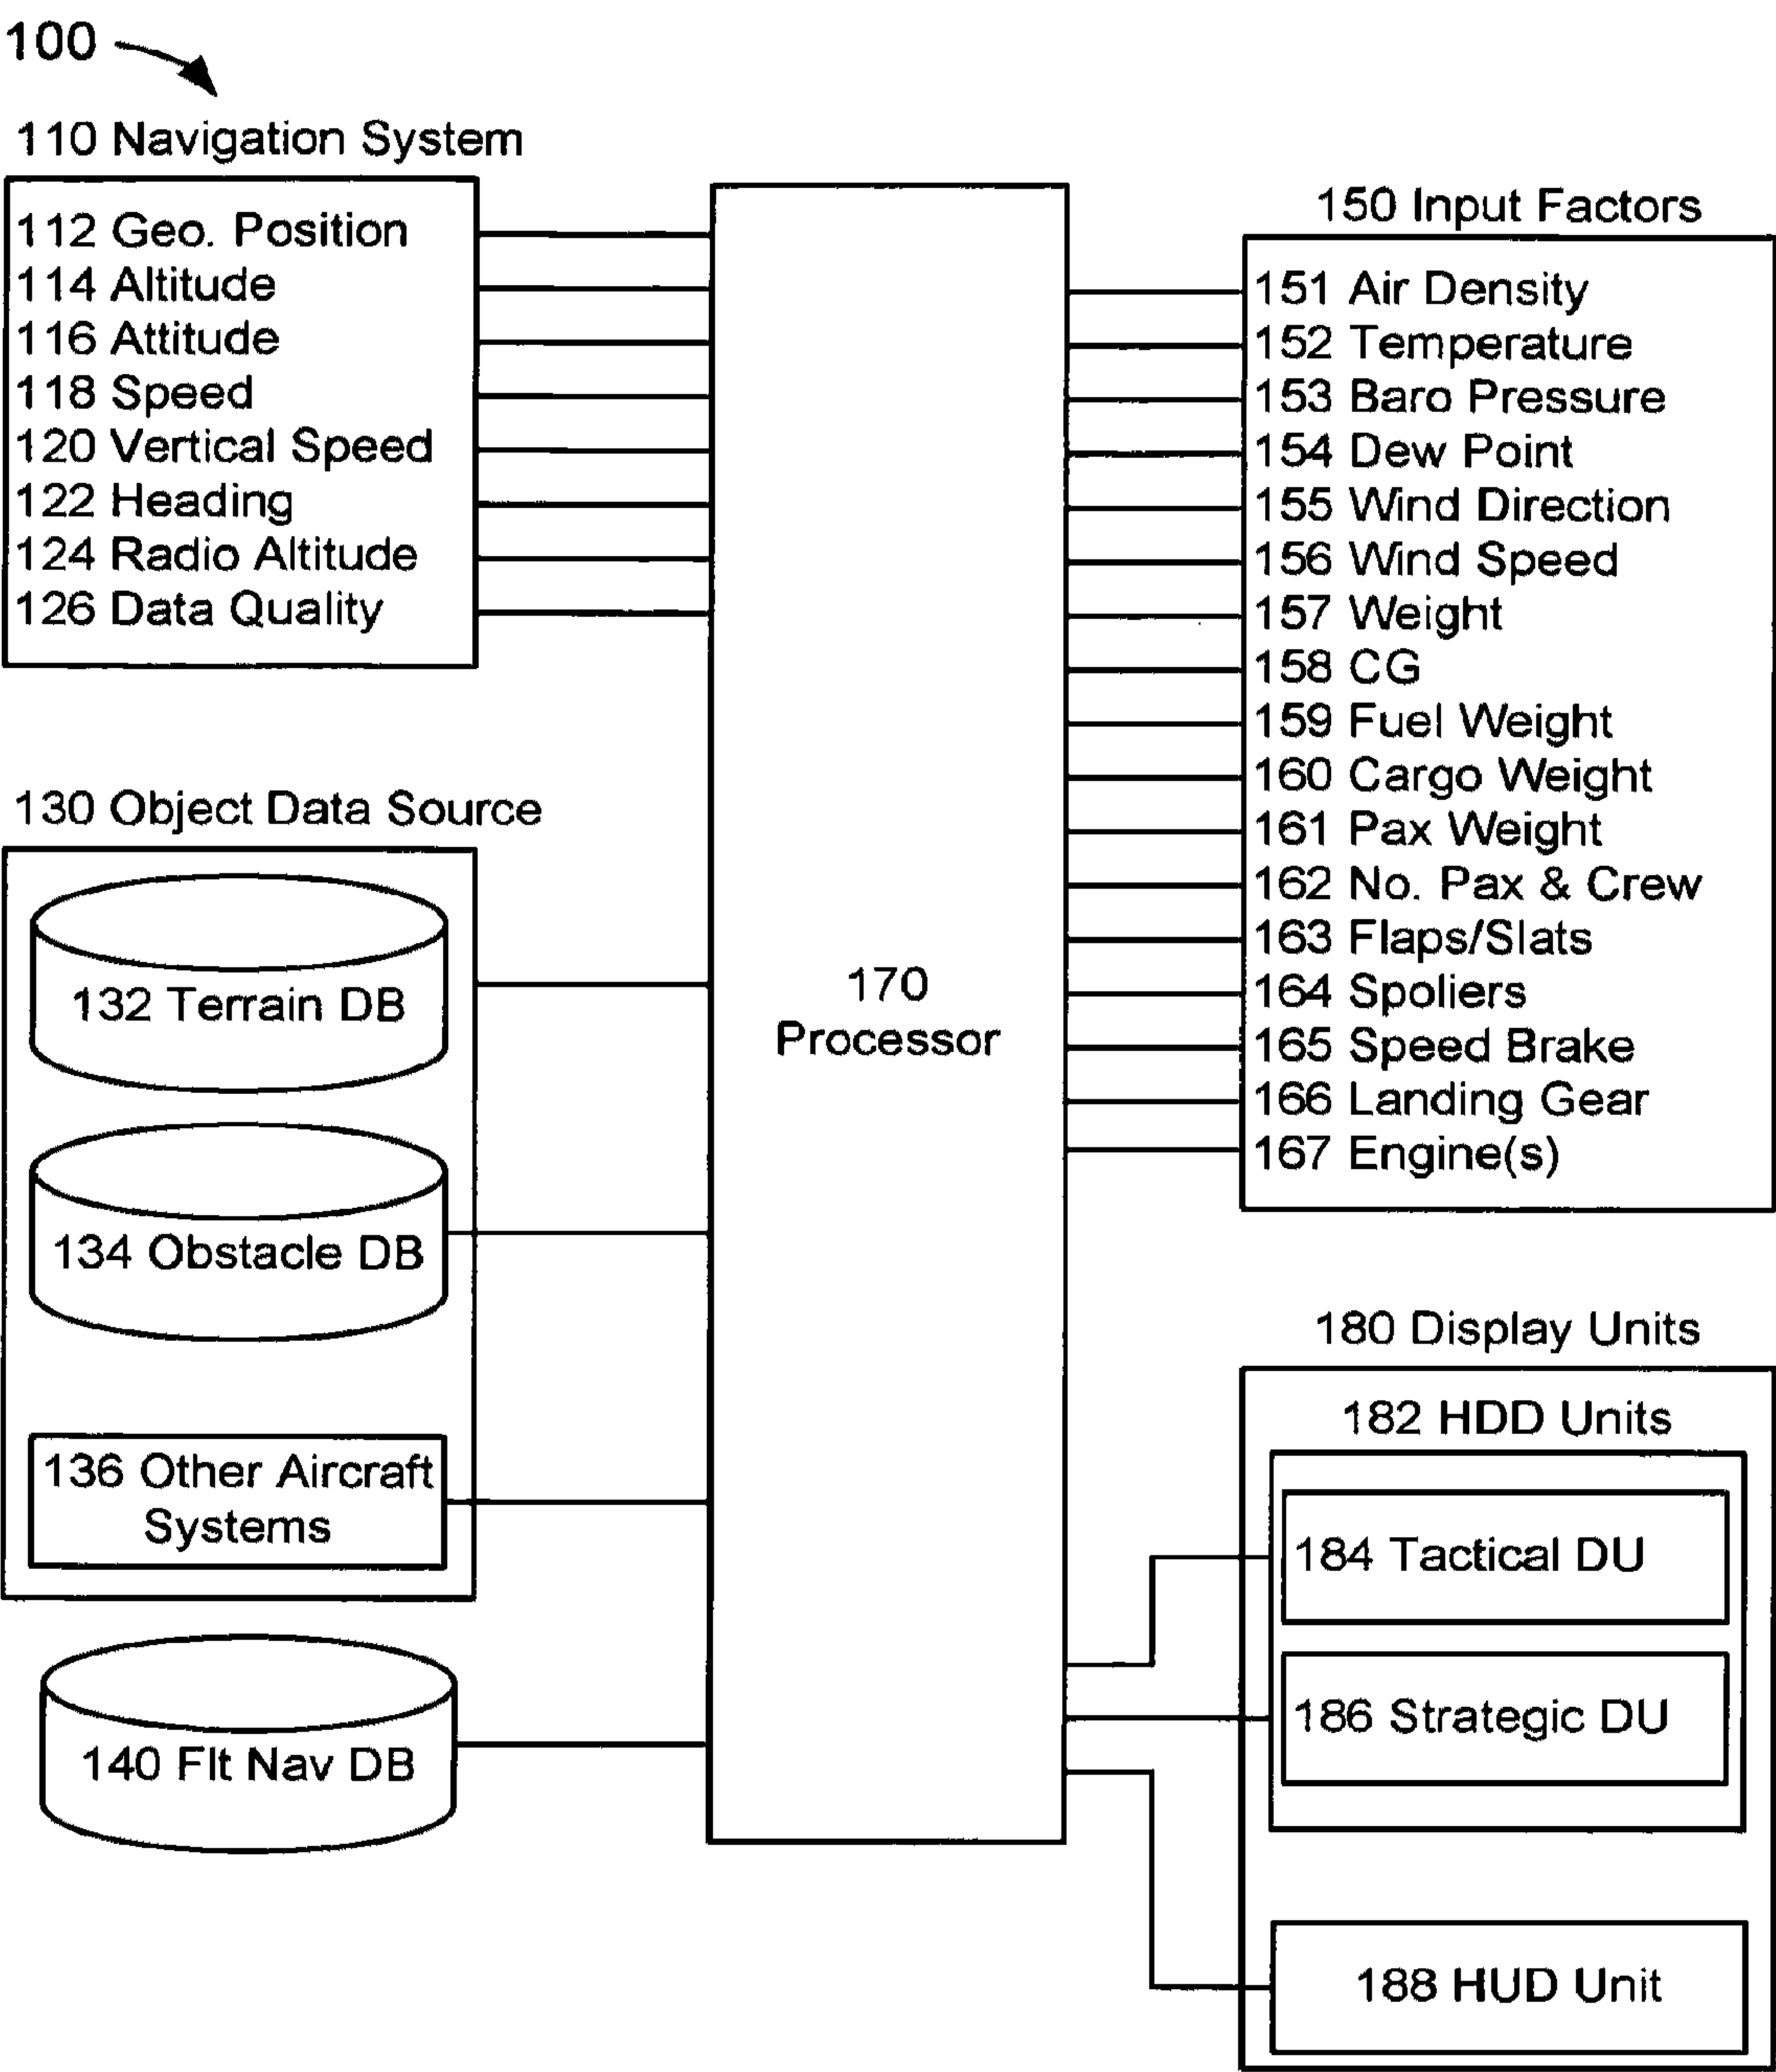 100
110 Navigation System
112 Geo. Position
114 Altitude
116 Attitude
118 Speed
120 Vertical Speed
122 Heading
124 Radio Altitude
126 Data Quality
130 Object Data Source
132 Terrain DB
134 Obstacle DB
136 Other Aircraft
Systems
140 Flt Nav DB
170
Processor
150 Input Factors
151 Air Density
152 Temperature
153 Baro Pressure
154 Dew Point
155 Wind Direction
156 Wind Speed
157 Weight
158 CG
159 Fuel Weight
160 Cargo Weight
161 Pax Weight
162 No. Pax & Crew
163 Flaps/Slats
164 Spoliers
165 Speed Brake
166 Landing Gear
167 Engine(s)
180 Display Units
182 HDD Units
184 Tactical DU
186 Strategic DU
188 HUD Unit